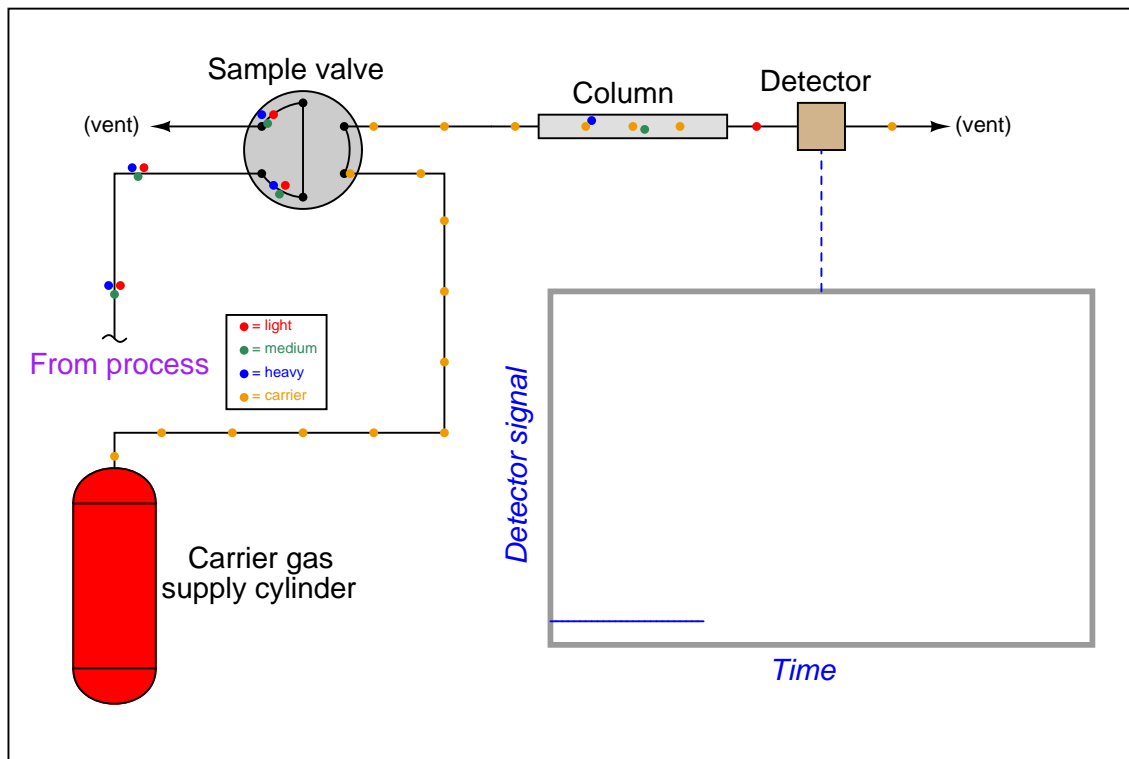 Sample valve
Column
Detector
(vent)
(vent)
= light
= medium
= heavy
= carrier
From process
Detector signal
Carrier gas
supply cylinder
Time